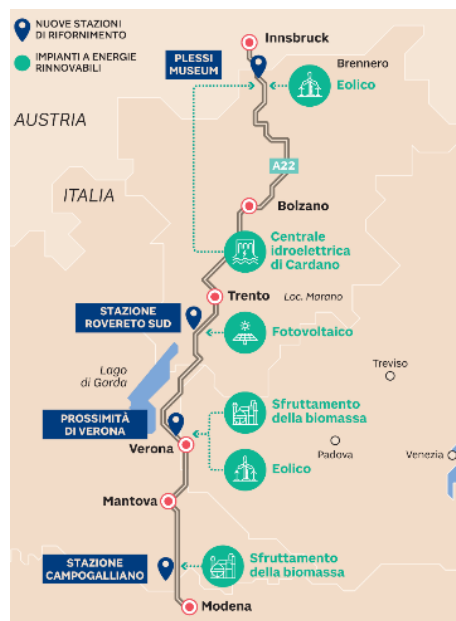 NUOVE STAZIONI
DI RIFORNIMENTO
IMPIANTI A ENERGIE
RINNOVABILI
Innsbruck
PLESSI
MUSEUM
Brennero
Eolico
AUSTRIA
A22
ITALIA
Bolzano
Centrale
idroelettrica
di Cardano
Trento
Loc. Marano
STAZIONE
ROVERETO SUD
Fotovoltaico
Lago
di Gorda
Treviso
Sfruttamento
della biomassa
PROSSIMITÀ
DI VERONA
Verona
Padova
Venezia
Eolico
Mantova
STAZIONE
CAMPOGALLIANO
Sfruttamento
della biomassa
Modena